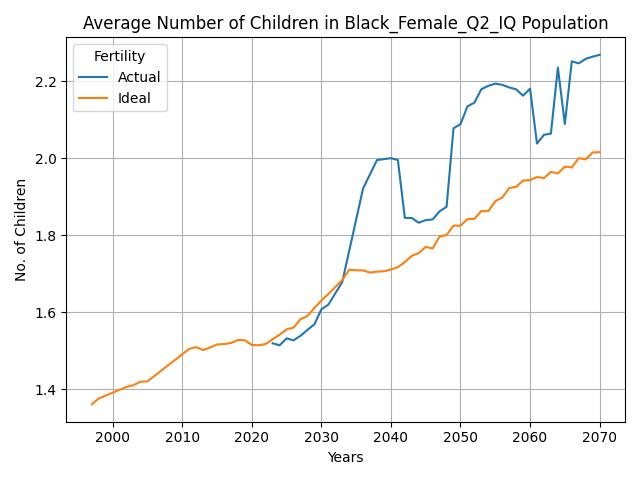 Average Number of Children in Black_Female_Q2_IQ Population
Fertility
Actual
Ideal
No. of Children
2.2
2.0
1.8
1.6
1.4
2000 2010 2020 2030 2040 2050 2060 2070
Years